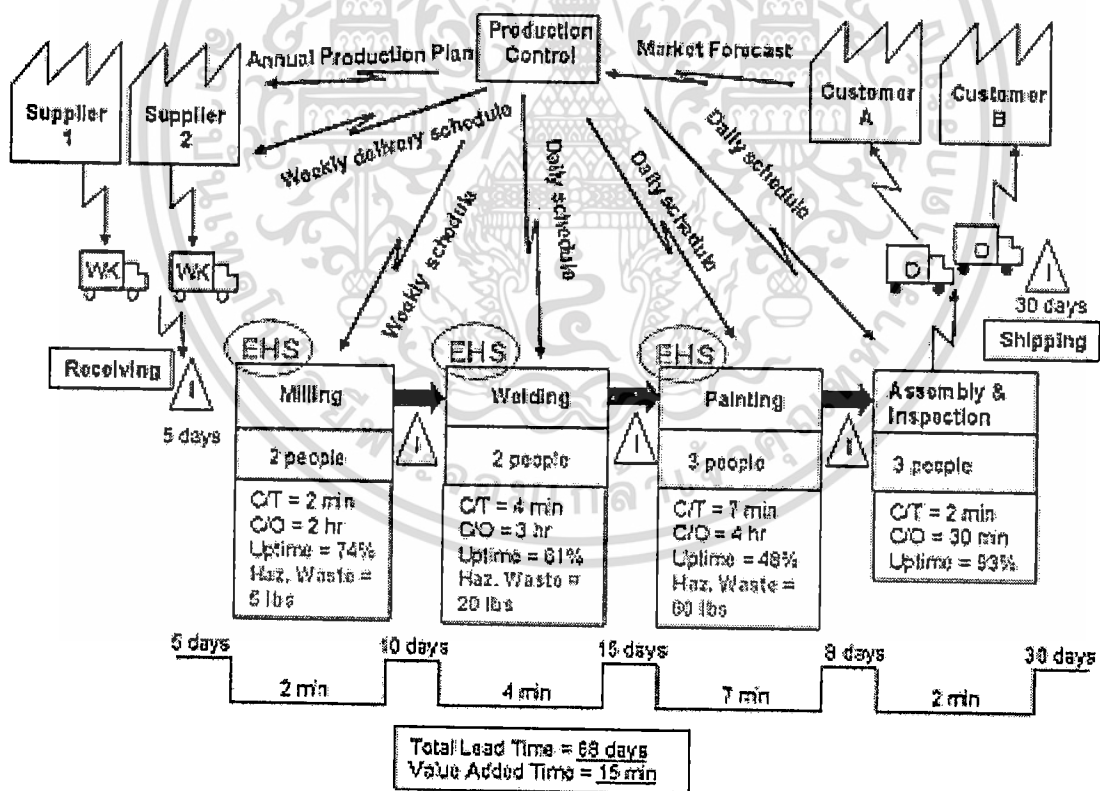 Production
Control
Annual Production Plan
Market Forecast
Supplier
1
Supplier
2
Customer
A
Customer
B
Weekly delivery schedule
Weekly schedule
Daily schedule
Daily schedule
Daily schedule
WK
WK
D
D
I
30 days
Shipping
Receiving
I
5 days
EHS
Milling
2 people
C/T = 2 min
C/O = 2 hr
Uptime = 74%
Haz. Waste =
5 lbs
I
EHS
Welding
2 people
C/T = 4 min
C/O = 3 hr
Uptime = 61%
Haz. Waste =
20 lbs
I
EHS
Painting
3 people
C/T = 7 min
C/O = 4 hr
Uptime = 48%
Haz. Waste =
60 lbs
I
Assembly &
Inspection
3 people
C/T = 2 min
C/O = 30 min
Uptime = 93%
5 days
10 days
15 days
8 days
30 days
2 min
4 min
7 min
2 min
Total Lead Time = 68 days
Value Added Time = 15 min